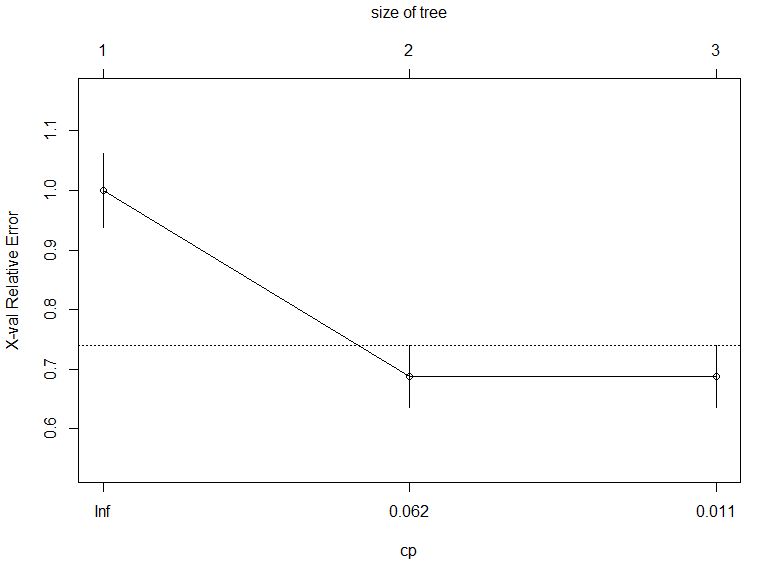 size of tree
1 2 3
X-val Relative Error
1.1
1.0
0.9
0.8
0.7
0.6
Inf 0.062 0.011
cp